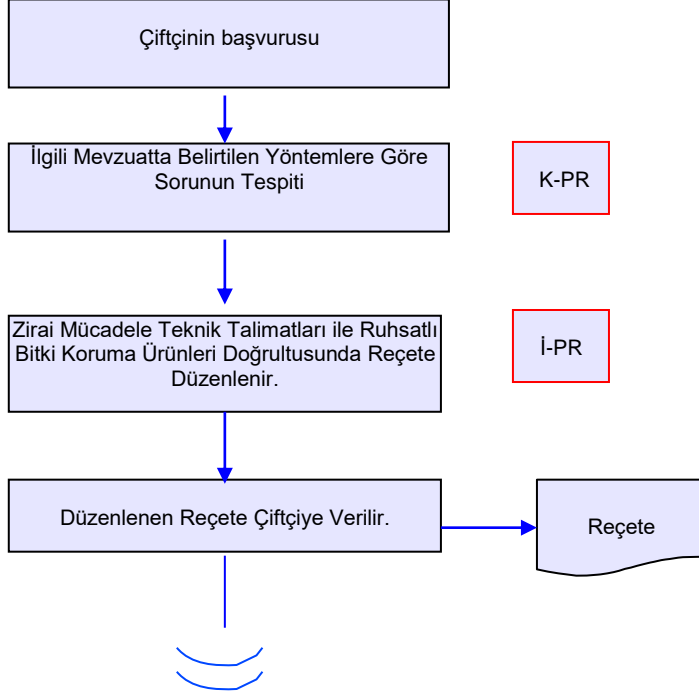 Çiftçinin başvurusu
İlgili Mevzuatta Belirtilen Yöntemlere Göre
Sorunun Tespiti
K-PR
Zirai Mücadele Teknik Talimatları ile Ruhsatlı
Bitki Koruma Ürünleri Doğrultusunda Reçete
Düzenlenir.
İ-PR
Düzenlenen Reçete Çiftçiye Verilir.
Reçete